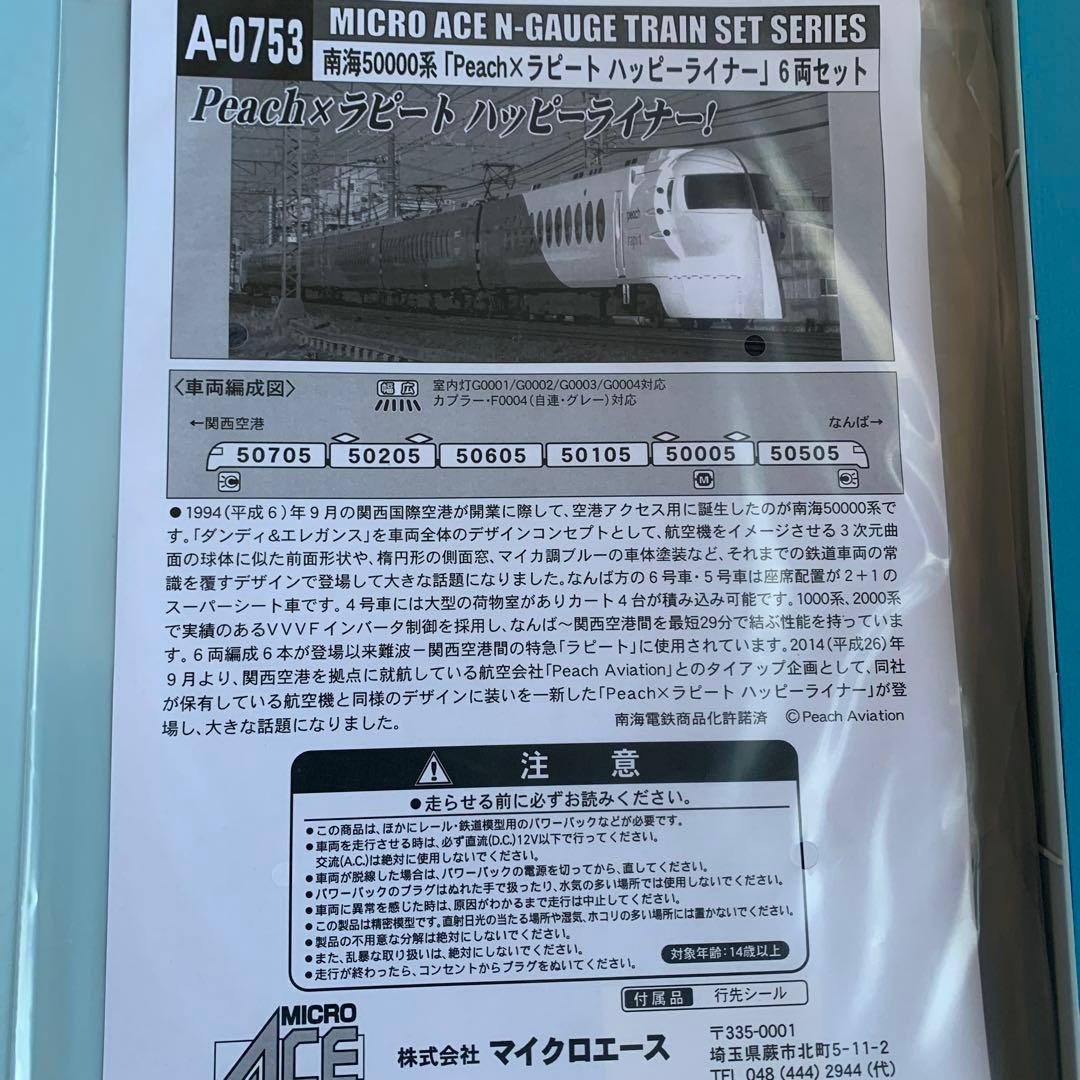 A-0753
MICRO ACE N-GAUGE TRAIN SET SERIES
南海50000系「Peach×ラピート ハッピーライナー」6両セット
Peach×ラピート ハッピーライナー!
peach
rapi:t
〈車両編成図〉
幅広
室内灯G0001/G0002/G0003/G0004対応
カプラー・F0004(自連・グレー)対応
←関西空港
なんば→
50705 50205 50605 50105 50005 50505
C M C
●1994(平成6)年9月の関西国際空港が開業に際して、空港アクセス用に誕生したのが南海50000系で
す。「ダンディ&エレガンス」を車両全体のデザインコンセプトとして、航空機をイメージさせる3次元曲
面の球体に似た前面形状や、楕円形の側面窓、マイカ調ブルーの車体塗装など、それまでの鉄道車両の常
識を覆すデザインで登場して大きな話題になりました。なんば方の6号車・5号車は座席配置が2+1の
スーパーシート車です。4号車には大型の荷物室がありカート4台が積み込み可能です。1000系、2000系
で実績のあるVVVFインバータ制御を採用し、なんば〜関西空港間を最短29分で結ぶ性能を持っていま
す。6両編成6本が登場以来難波−関西空港間の特急「ラピート」に使用されています。2014(平成26)年
9月より、関西空港を拠点に就航している航空会社「Peach Aviation」とのタイアップ企画として、同社
が保有している航空機と同様のデザインに装いを一新した「Peach×ラピート ハッピーライナー」が登
場し、大きな話題になりました。
南海電鉄商品化許諾済 ©Peach Aviation
注 意
●走らせる前に必ずお読みください。
●この商品は、ほかにレール・鉄道模型用のパワーパックなどが必要です。
●車両を走行させる時は、必ず直流(D.C.)12V以下で行ってください。
交流(A.C.)は絶対に使用しないでください。
●車両が脱線した場合は、パワーパックの電源を切ってから、直してください。
●パワーパックのプラグはぬれた手で扱ったり、水気の多い場所では使用しないでください。
●車両に異常を感じた時は、原因がわかるまで走行は中止してください。
●この製品は精密模型です。直射日光の当たる場所や湿気、ホコリの多い場所には置かないでください。
●製品の不用意な分解は絶対にしないでください。
●また、乱暴な取り扱いは、絶対にしないでください。
●走行が終わったら、コンセントからプラグをぬいてください。
対象年齢:14歳以上
付属品 行先シール
MICRO
ACE
株式会社 マイクロエース
〒335-0001
埼玉県蕨市北町5-11-2
TEL 048 (444) 2944 (代)